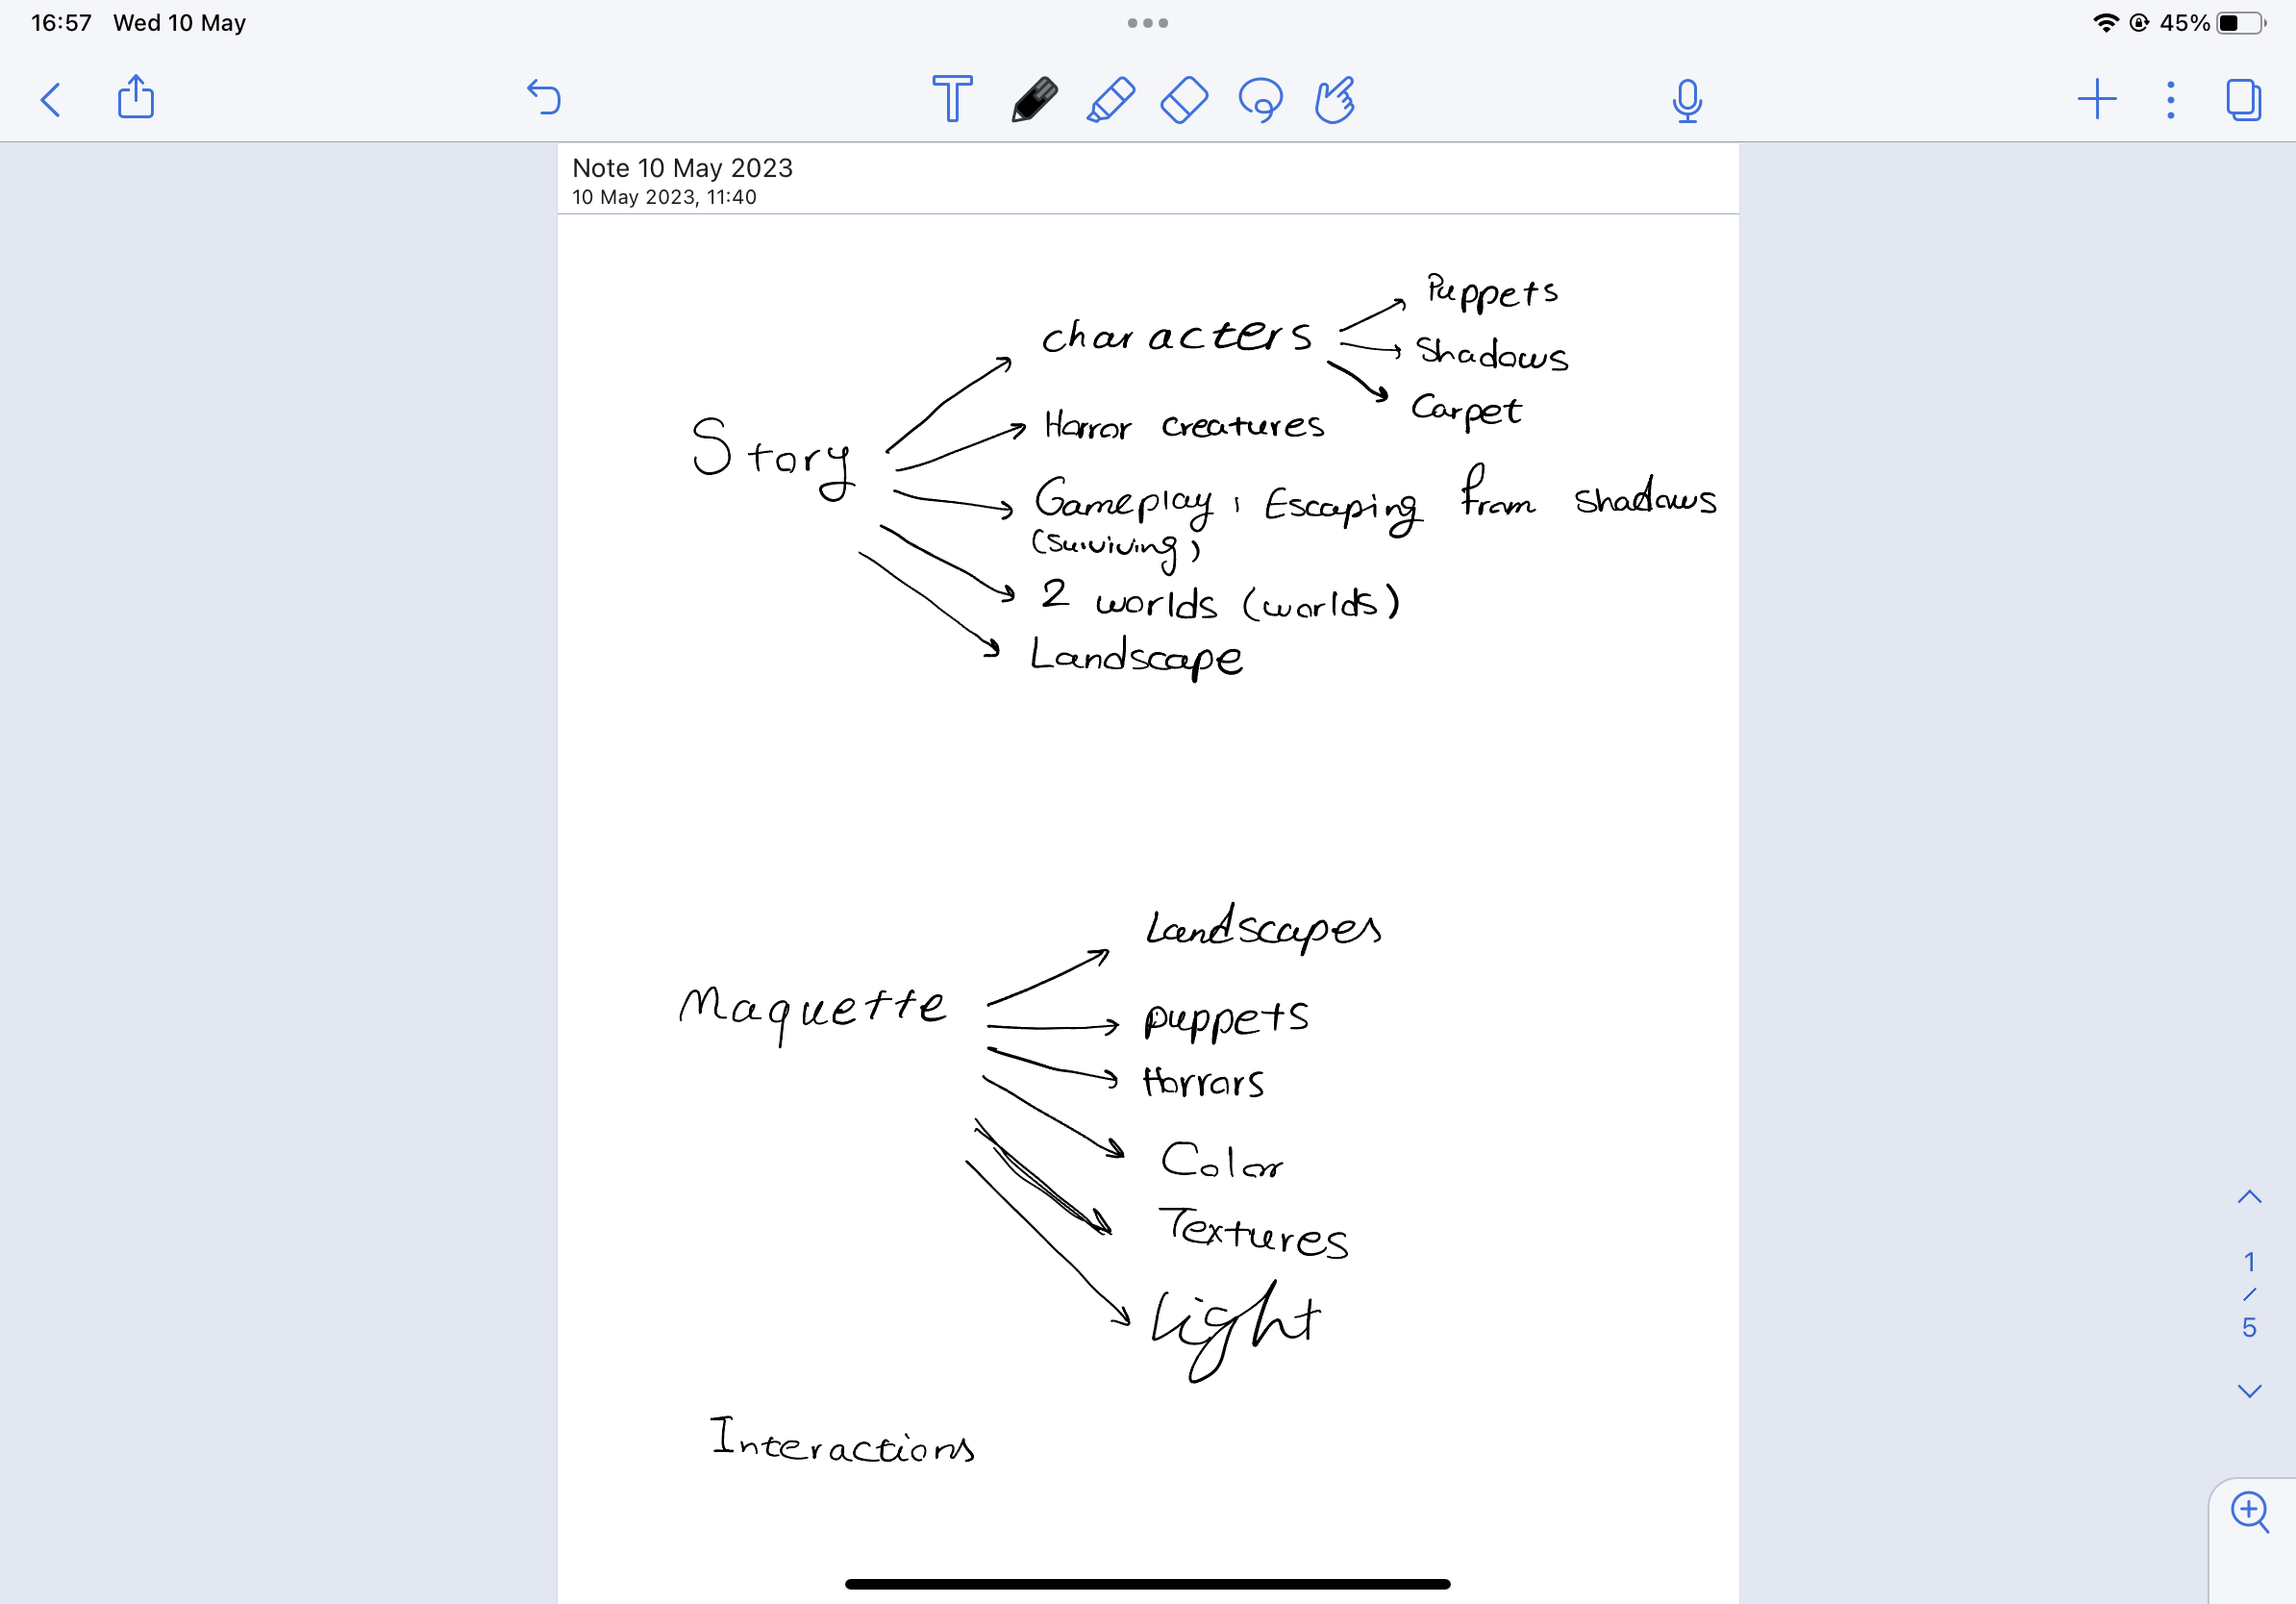 16:57 Wed 10 May
45%
Note 10 May 2023
10 May 2023, 11:40
Story
characters
Puppets
Shadows
Carpet
Horror creatures
Gameplay, Escaping from shadows
(Surviving)
2 worlds (worlds)
Landscape
Maquette
Landscapes
puppets
Horrors
Color
Textures
Light
Interactions
1
/
5